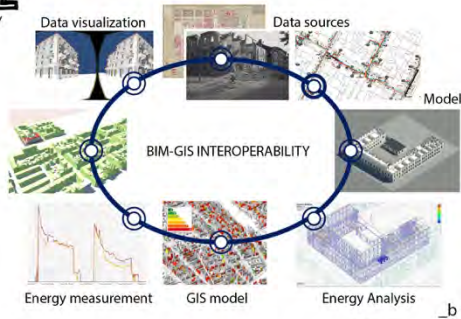 Data visualization
Data sources
Model
BIM-GIS INTEROPERABILITY
Energy measurement
GIS model
Energy Analysis
_b